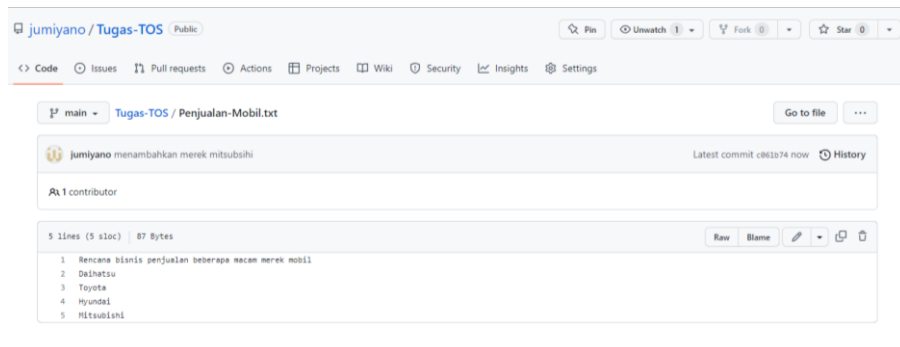 jumiyano / Tugas-TOS Public
Pin Unwatch 1 Fork 0 Star 0
<> Code Issues Pull requests Actions Projects Wiki Security Insights Settings
main Tugas-TOS / Penjualan-Mobil.txt Go to file ...
jumiyano menambahkan merek mitsubsihi Latest commit c061b74 now History
1 contributor
5 lines (5 sloc) 87 Bytes Raw Blame
1 Rencana bisnis penjualan beberapa macam merek mobil
2 Daihatsu
3 Toyota
4 Hyundai
5 Mitsubishi